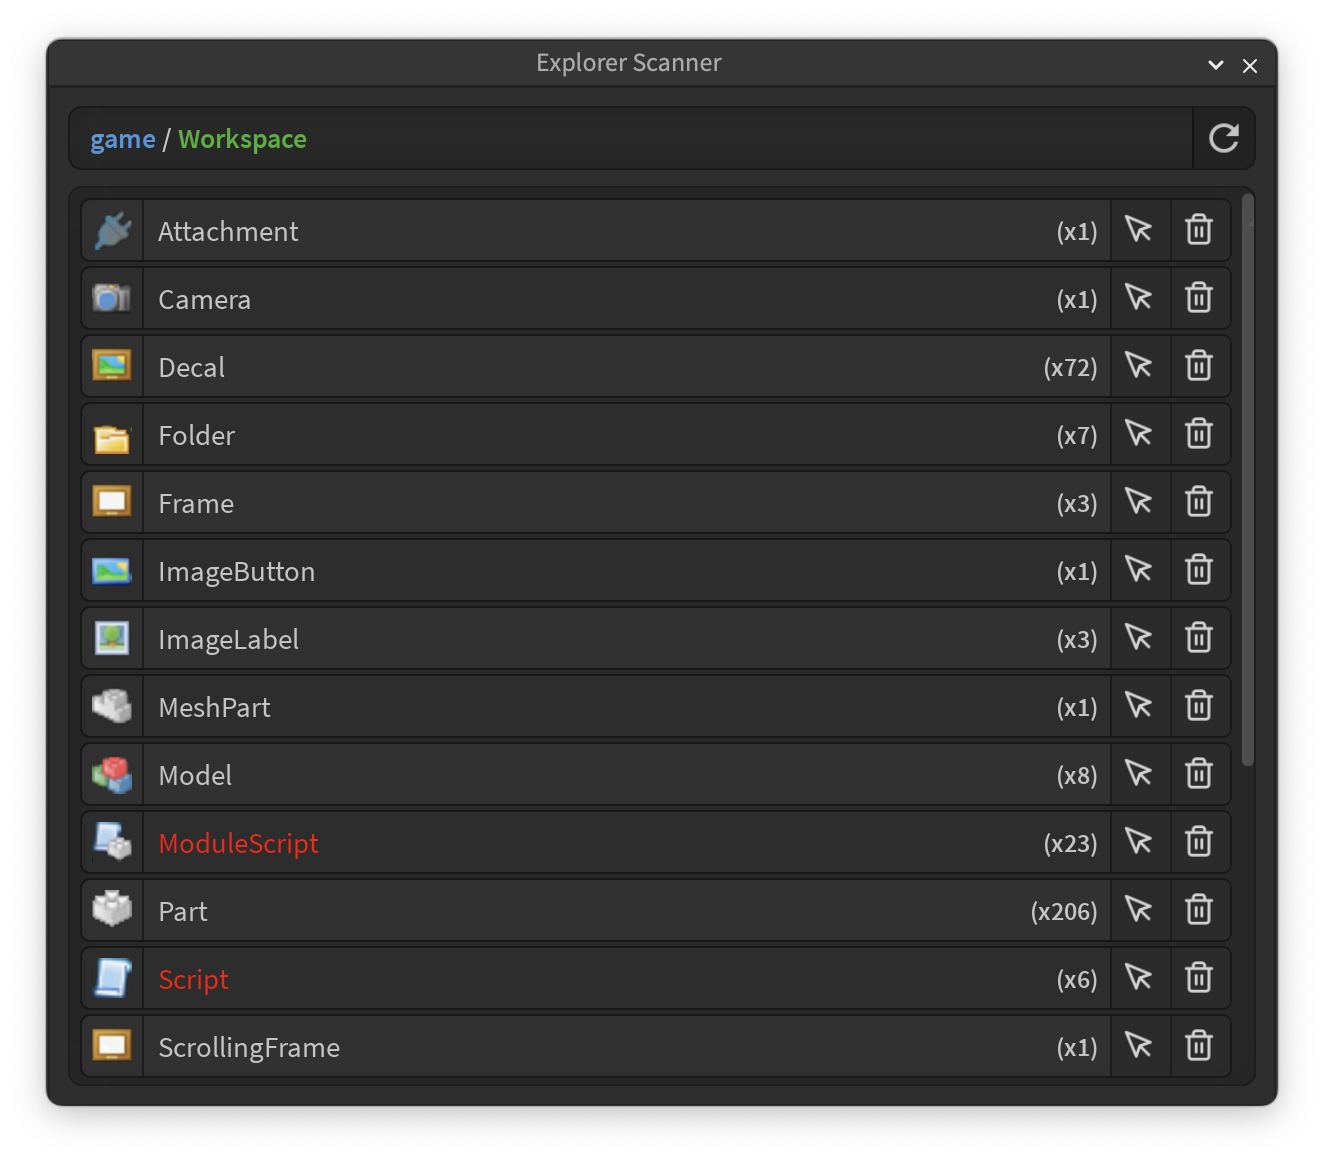 Explorer Scanner
game / Workspace
Attachment (x1)
Camera (x1)
Decal (x72)
Folder (x7)
Frame (x3)
ImageButton (x1)
ImageLabel (x3)
MeshPart (x1)
Model (x8)
ModuleScript (x23)
Part (x206)
Script (x6)
ScrollingFrame (x1)